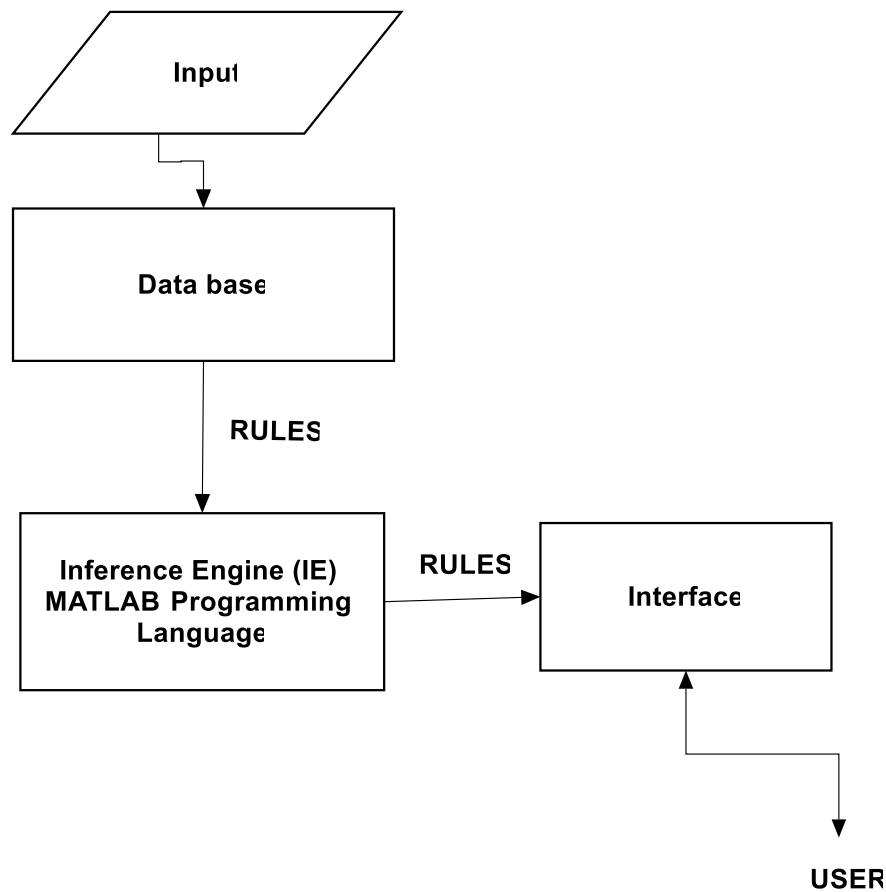 Input
Data base
RULES
Inference Engine (IE)
MATLAB Programming
Language
RULES
Interface
USER